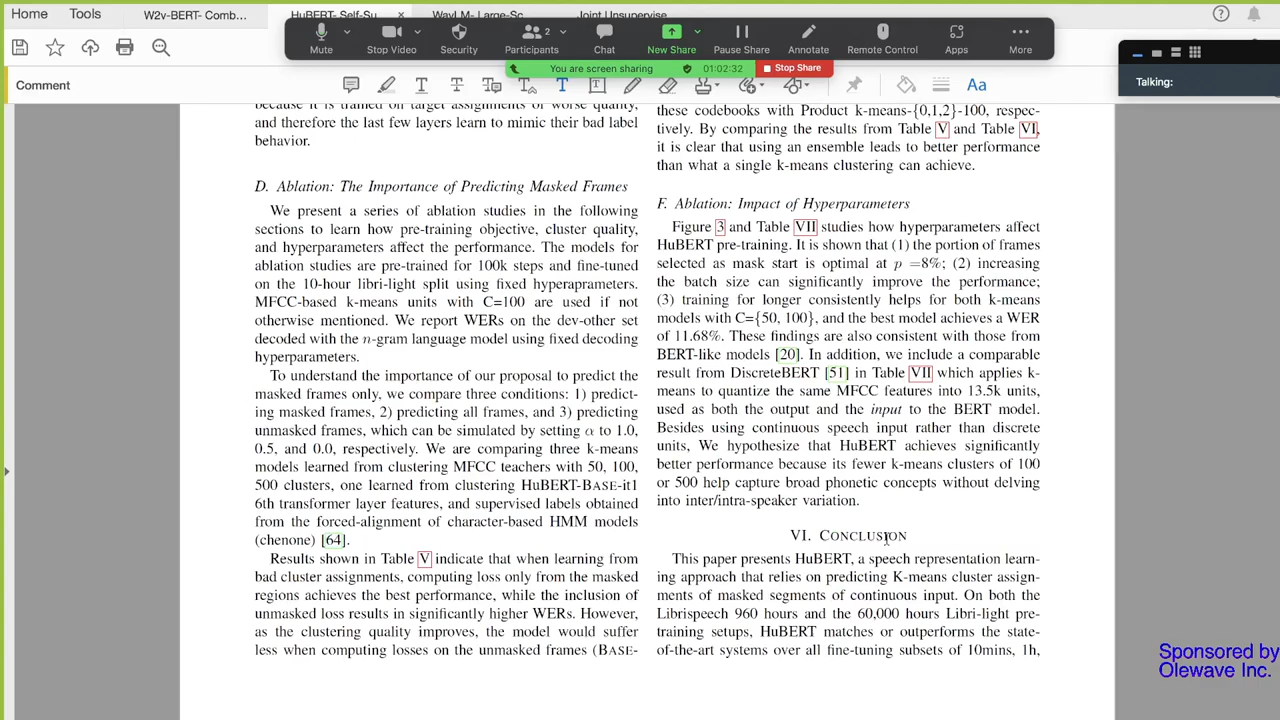 Home
Tools
W2v-BERT- Comb...
HuBERT- Self-Su...
×
WavLM- Large-Sc...
Joint Unsupervise...
Mute
Stop Video
Security
2
Participants
Chat
New Share
Pause Share
Annotate
Remote Control
Apps
More
You are screen sharing
01:02:32
Stop Share
Talking:
Comment
Aa
because it is trained on target assignments of worse quality,
and therefore the last few layers learn to mimic their bad label
behavior.
D. Ablation: The Importance of Predicting Masked Frames
We present a series of ablation studies in the following
sections to learn how pre-training objective, cluster quality,
and hyperparameters affect the performance. The models for
ablation studies are pre-trained for 100k steps and fine-tuned
on the 10-hour libri-light split using fixed hyperaprameters.
MFCC-based k-means units with C=100 are used if not
otherwise mentioned. We report WERs on the dev-other set
decoded with the n-gram language model using fixed decoding
hyperparameters.
To understand the importance of our proposal to predict the
masked frames only, we compare three conditions: 1) predict-
ing masked frames, 2) predicting all frames, and 3) predicting
unmasked frames, which can be simulated by setting α to 1.0,
0.5, and 0.0, respectively. We are comparing three k-means
models learned from clustering MFCC teachers with 50, 100,
500 clusters, one learned from clustering HuBERT-BASE-it1
6th transformer layer features, and supervised labels obtained
from the forced-alignment of character-based HMM models
(chenone) [64].
Results shown in Table V indicate that when learning from
bad cluster assignments, computing loss only from the masked
regions achieves the best performance, while the inclusion of
unmasked loss results in significantly higher WERs. However,
as the clustering quality improves, the model would suffer
less when computing losses on the unmasked frames (BASE-
these codebooks with Product k-means-{0,1,2}-100, respec-
tively. By comparing the results from Table V and Table VI,
it is clear that using an ensemble leads to better performance
than what a single k-means clustering can achieve.
F. Ablation: Impact of Hyperparameters
Figure 3 and Table VII studies how hyperparameters affect
HuBERT pre-training. It is shown that (1) the portion of frames
selected as mask start is optimal at p =8%; (2) increasing
the batch size can significantly improve the performance;
(3) training for longer consistently helps for both k-means
models with C={50, 100}, and the best model achieves a WER
of 11.68%. These findings are also consistent with those from
BERT-like models [20]. In addition, we include a comparable
result from DiscreteBERT [51] in Table VII which applies k-
means to quantize the same MFCC features into 13.5k units,
used as both the output and the input to the BERT model.
Besides using continuous speech input rather than discrete
units, We hypothesize that HuBERT achieves significantly
better performance because its fewer k-means clusters of 100
or 500 help capture broad phonetic concepts without delving
into inter/intra-speaker variation.
VI. CONCLUSION
This paper presents HuBERT, a speech representation learn-
ing approach that relies on predicting K-means cluster assign-
ments of masked segments of continuous input. On both the
Librispeech 960 hours and the 60,000 hours Libri-light pre-
training setups, HuBERT matches or outperforms the state-
of-the-art systems over all fine-tuning subsets of 10mins, 1h,
Sponsored by
Olewave Inc.